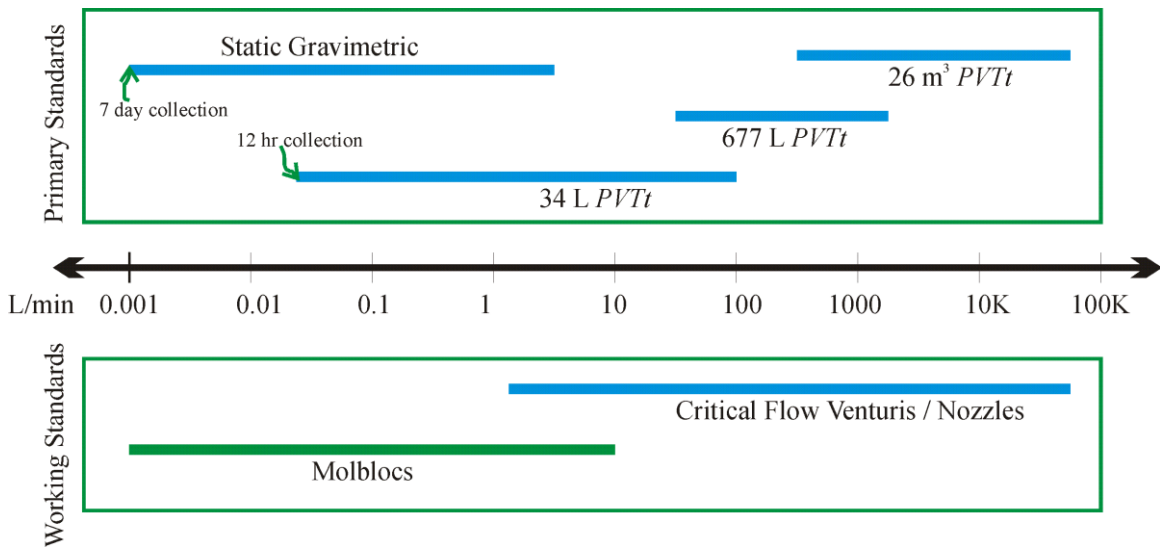 Primary Standards
Static Gravimetric
26 m³ PVTt
7 day collection
677 L PVTt
12 hr collection
34 L PVTt
L/min 0.001 0.01 0.1 1 10 100 1000 10K 100K
Working Standards
Critical Flow Venturis / Nozzles
Molblocs